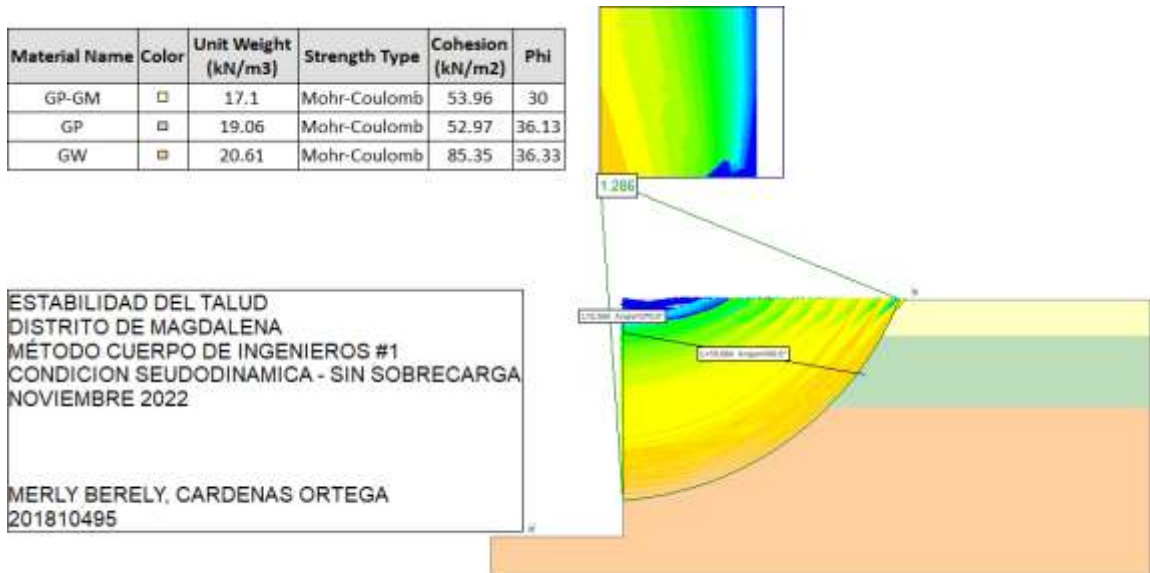 Material Name Color Unit Weight (kN/m3) Strength Type Cohesion (kN/m2) Phi
GP-GM 17.1 Mohr-Coulomb 53.96 30
GP 19.06 Mohr-Coulomb 52.97 36.13
GW 20.61 Mohr-Coulomb 85.35 36.33
1.286
ESTABILIDAD DEL TALUD
DISTRITO DE MAGDALENA
MÉTODO CUERPO DE INGENIEROS #1
CONDICION SEUDODINAMICA - SIN SOBRECARGA
NOVIEMBRE 2022
MERLY BERELY, CARDENAS ORTEGA
201810495